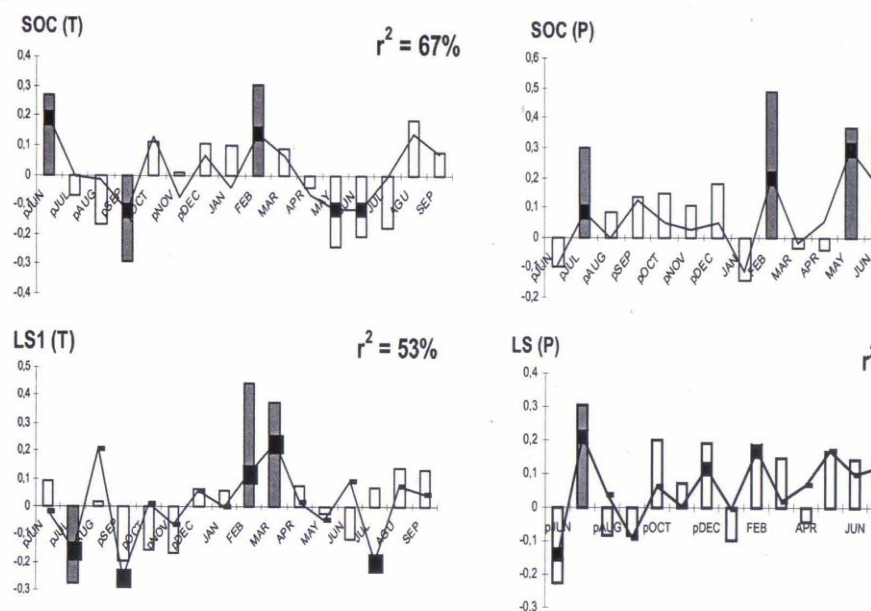 SOC (T)
r² = 67%
0,4
0,3
0,2
0,1
0
-0,1
-0,2
-0,3
-0,4
pJUN
pJUL
pAUG
pSEP
OCT
pNOV
pDEC
JAN
FEB
MAR
APR
MAY
JUN
JUL
AGU
SEP
SOC (P)
0,6
0,5
0,4
0,3
0,2
0,1
0
-0,1
-0,2
pJUN
pJUL
pAUG
pSEP
pOCT
pNOV
pDEC
JAN
FEB
MAR
APR
MAY
JUN
LS1 (T)
r² = 53%
0,5
0,4
0,3
0,2
0,1
0
-0,1
-0,2
-0,3
pJUN
pJUL
AUG
pSEP
pOCT
pNOV
pDEC
JAN
FEB
MAR
APR
MAY
JUN
JUL
AGU
SEP
LS (P)
0,4
0,3
0,2
0,1
0
-0,1
-0,2
-0,3
pJUN
pAUG
pOCT
pDEC
FEB
APR
JUN